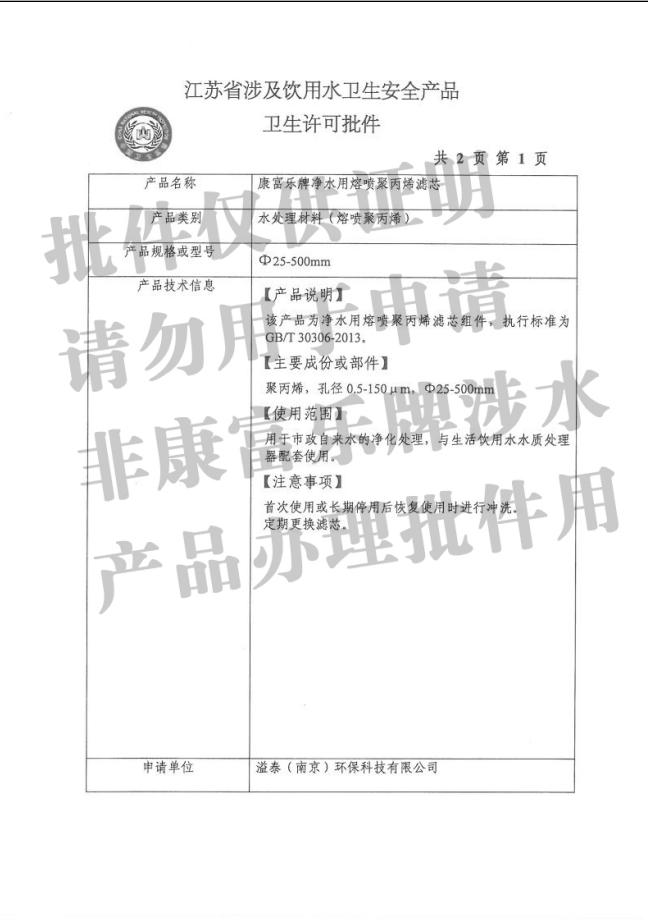 江苏省涉及饮用水卫生安全产品
卫生许可批件
共 2 页 第 1 页
产品名称
康富乐牌净水用熔喷聚丙烯滤芯
产品类别
水处理材料（熔喷聚丙烯）
产品规格或型号
Φ25-500mm
产品技术信息
【产品说明】
该产品为净水用熔喷聚丙烯滤芯组件，执行标准为
GB/T 30306-2013。
【主要成份或部件】
聚丙烯，孔径 0.5-150μm，Φ25-500mm
【使用范围】
用于市政自来水的净化处理，与生活饮用水水质处理
器配套使用。
【注意事项】
首次使用或长期停用后恢复使用时进行冲洗。
定期更换滤芯。
申请单位
溢泰（南京）环保科技有限公司
批件仅供证明
请勿用于申请
非康富乐牌涉水
产品办理批件用